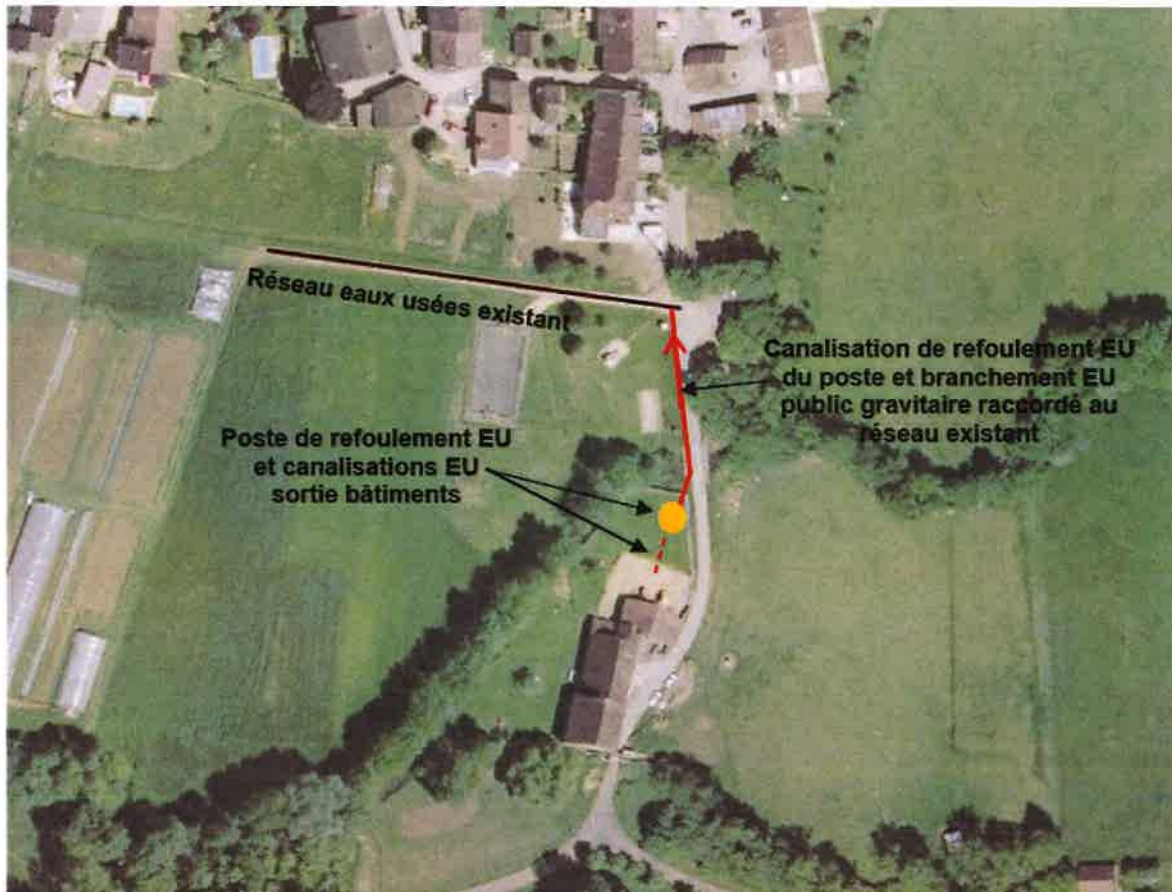 Réseau eaux usées existant
Canalisation de refoulement EU
du poste et branchement EU
public gravitaire raccordé au
réseau existant
Poste de refoulement EU
et canalisations EU
sortie bâtiments